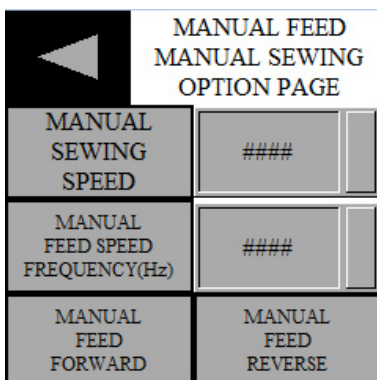 MANUAL FEED
MANUAL SEWING
OPTION PAGE
MANUAL
SEWING
SPEED
####
MANUAL
FEED SPEED
FREQUENCY(Hz)
####
MANUAL
FEED
FORWARD
MANUAL
FEED
REVERSE